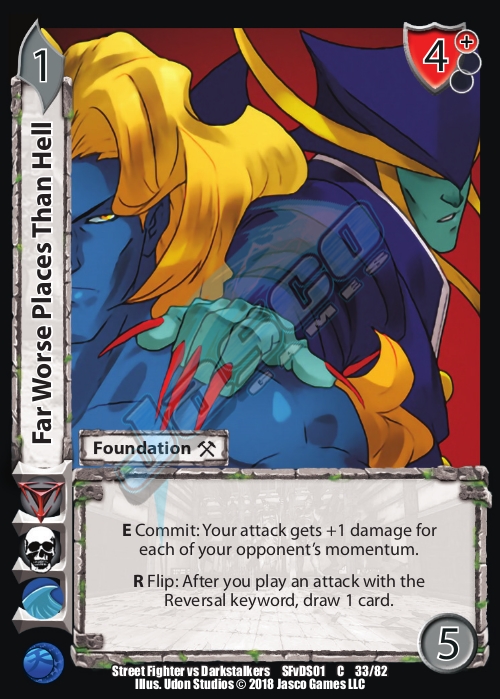 1
4
+
Far Worse Places Than Hell
JASCO
GAMES
Foundation
E Commit: Your attack gets +1 damage for
each of your opponent's momentum.
R Flip: After you play an attack with the
Reversal keyword, draw 1 card.
5
Street Fighter vs Darkstalkers SFvDS01 C 33/82
Illus. Udon Studios © 2018 Jasco Games LLC